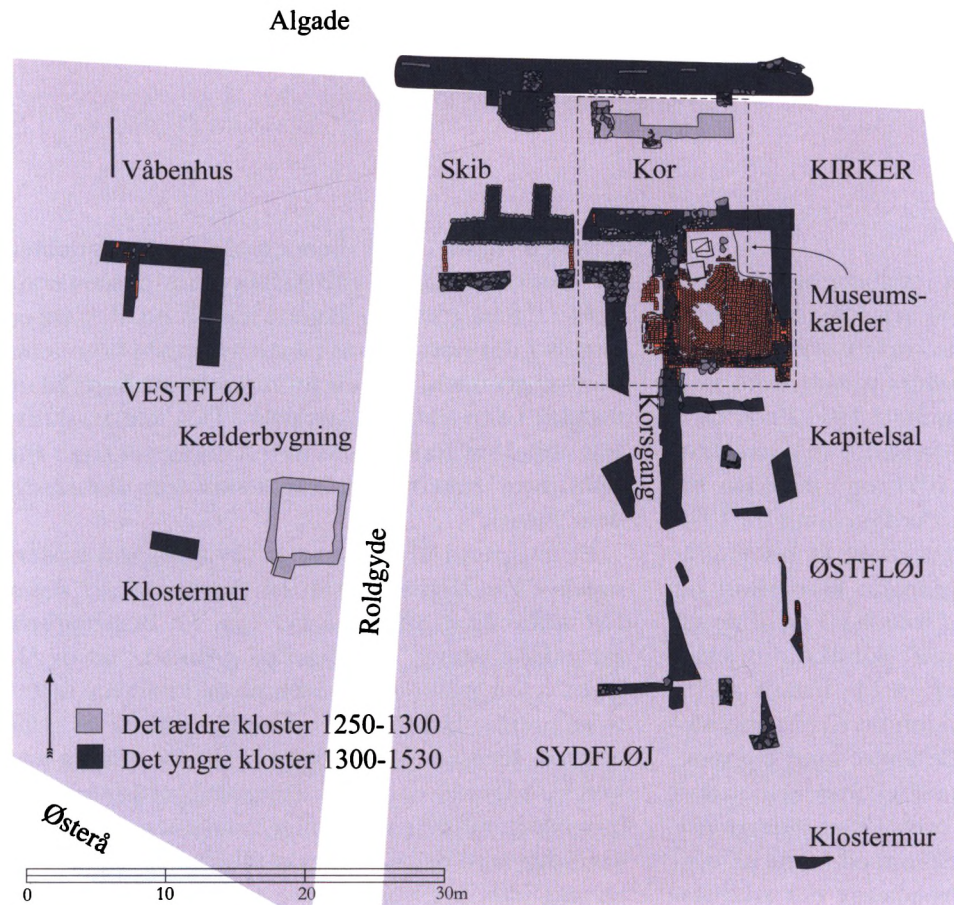 Algade
Våbenhus
Skib
Kor
KIRKER
Museums-
kælder
VESTFLØJ
Kælderbygning
Korsgang
Kapitelsal
Klostermur
Roldgyde
ØSTFLØJ
Det ældre kloster 1250-1300
Det yngre kloster 1300-1530
SYDFLØJ
Østerå
Klostermur
0 10 20 30m